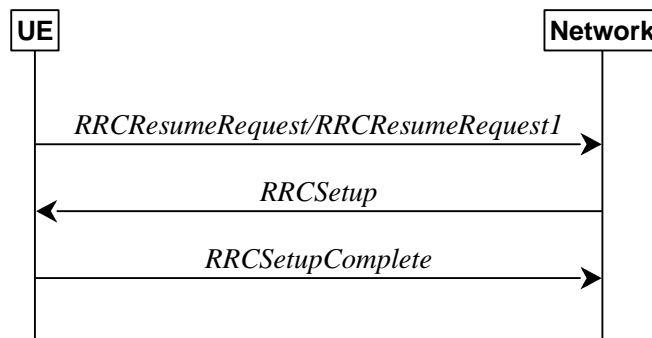 UE
Network
RRCResumeRequest/RRCResumeRequest1
RRCSetup
RRCSetupComplete